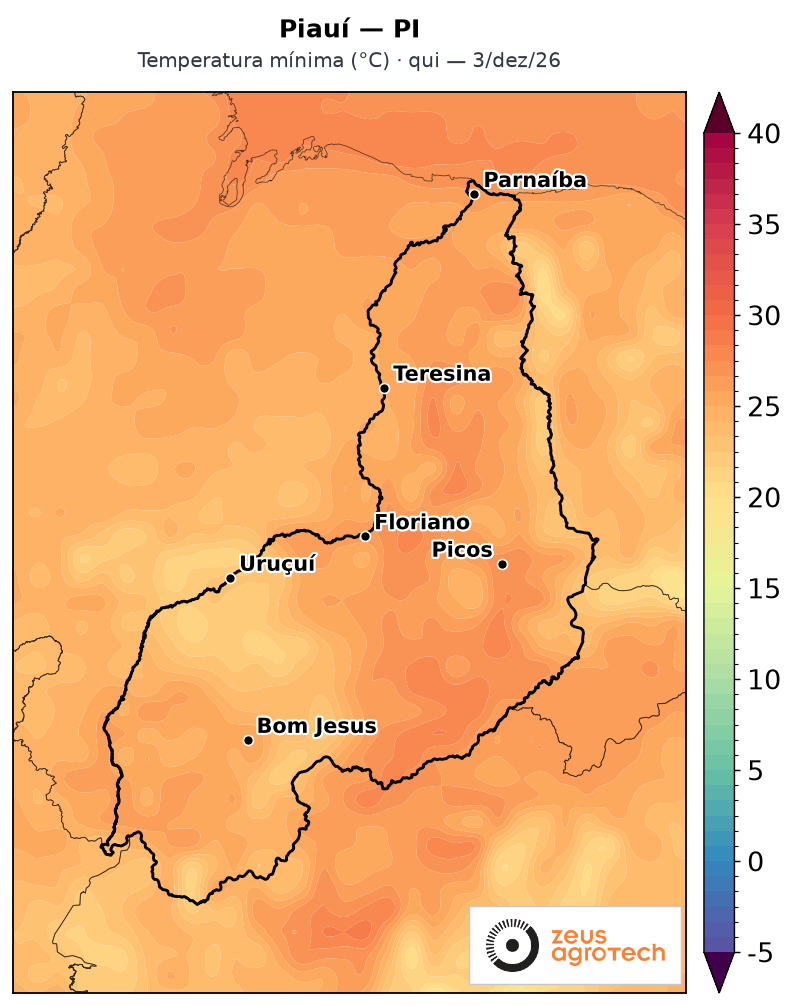 Piauí — PI
Temperatura mínima (°C) · qui — 3/dez/26
Parnaíba
Teresina
Floriano
Picos
Uruçuí
Bom Jesus
40
35
30
25
20
15
10
5
0
-5
zeus
agrotech